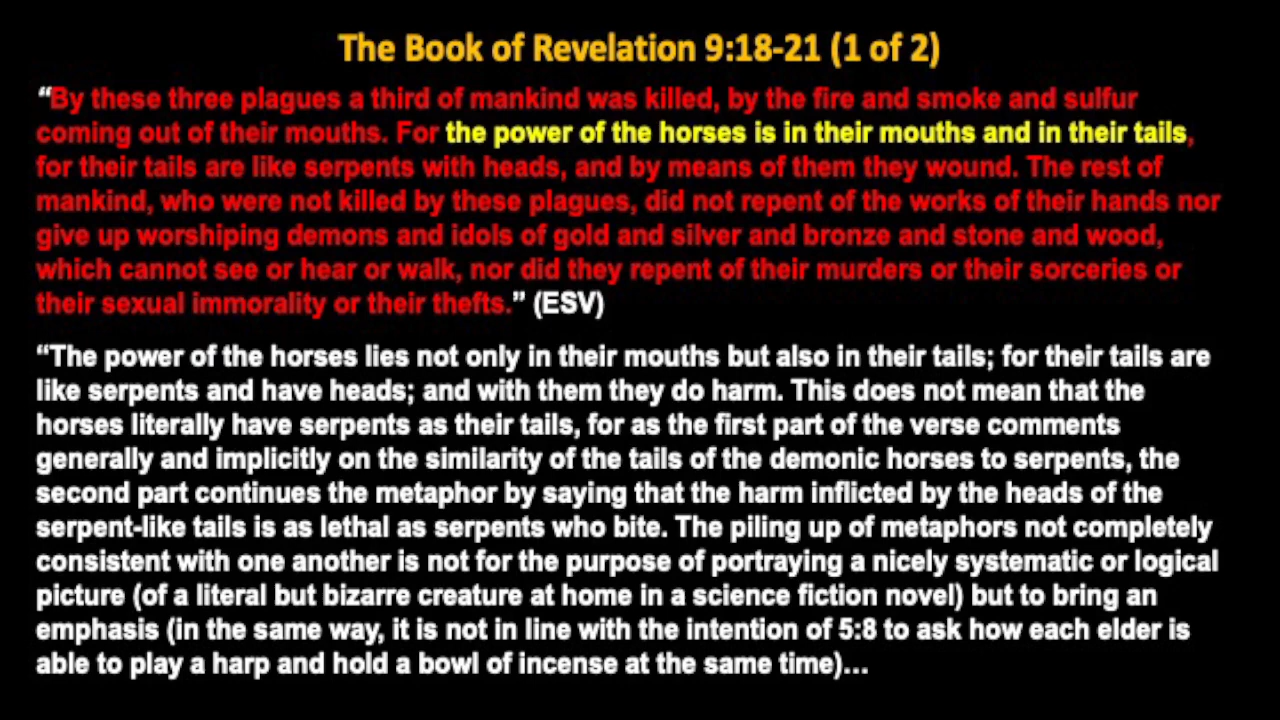 The Book of Revelation 9:18-21 (1 of 2)
“By these three plagues a third of mankind was killed, by the fire and smoke and sulfur
coming out of their mouths. For the power of the horses is in their mouths and in their tails,
for their tails are like serpents with heads, and by means of them they wound. The rest of
mankind, who were not killed by these plagues, did not repent of the works of their hands nor
give up worshiping demons and idols of gold and silver and bronze and stone and wood,
which cannot see or hear or walk, nor did they repent of their murders or their sorceries or
their sexual immorality or their thefts.” (ESV)
“The power of the horses lies not only in their mouths but also in their tails; for their tails are
like serpents and have heads; and with them they do harm. This does not mean that the
horses literally have serpents as their tails, for as the first part of the verse comments
generally and implicitly on the similarity of the tails of the demonic horses to serpents, the
second part continues the metaphor by saying that the harm inflicted by the heads of the
serpent-like tails is as lethal as serpents who bite. The piling up of metaphors not completely
consistent with one another is not for the purpose of portraying a nicely systematic or logical
picture (of a literal but bizarre creature at home in a science fiction novel) but to bring an
emphasis (in the same way, it is not in line with the intention of 5:8 to ask how each elder is
able to play a harp and hold a bowl of incense at the same time)…